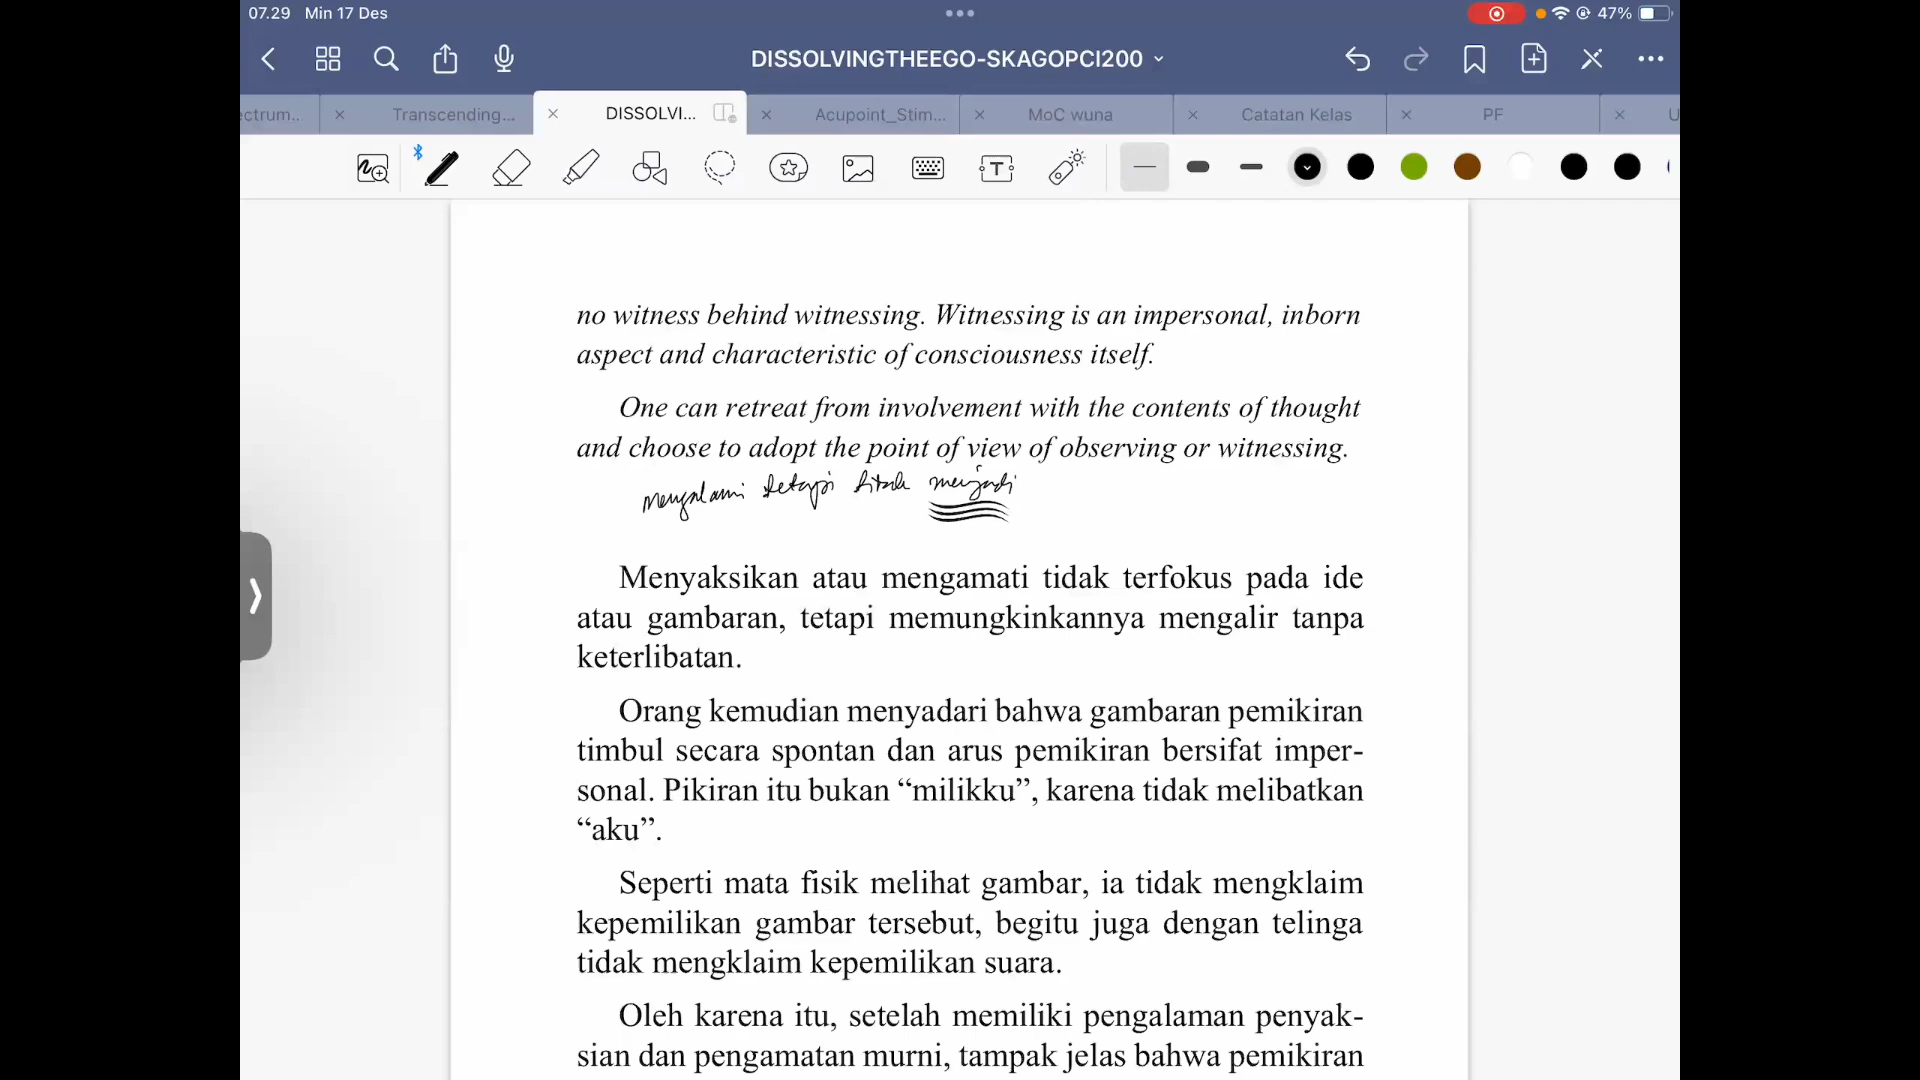 07.29 Min 17 Des
47%
DISSOLVINGTHEEGO-SKAGOPCI200
ectrum...
Transcending...
DISSOLVI...
Acupoint_Stim...
MoC wuna
Catatan Kelas
PF
U
T
no witness behind witnessing. Witnessing is an impersonal, inborn
aspect and characteristic of consciousness itself.
One can retreat from involvement with the contents of thought
and choose to adopt the point of view of observing or witnessing.
mengalami tetapi tidak menjadi
Menyaksikan atau mengamati tidak terfokus pada ide
atau gambaran, tetapi memungkinkannya mengalir tanpa
keterlibatan.
Orang kemudian menyadari bahwa gambaran pemikiran
timbul secara spontan dan arus pemikiran bersifat imper-
sonal. Pikiran itu bukan “milikku”, karena tidak melibatkan
“aku”.
Seperti mata fisik melihat gambar, ia tidak mengklaim
kepemilikan gambar tersebut, begitu juga dengan telinga
tidak mengklaim kepemilikan suara.
Oleh karena itu, setelah memiliki pengalaman penyak-
sian dan pengamatan murni, tampak jelas bahwa pemikiran